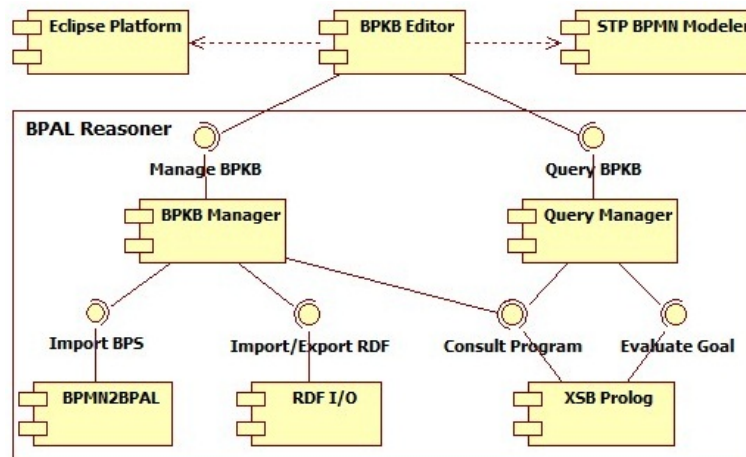 Eclipse Platform
BPKB Editor
STP BPMN Modeler
BPAL Reasoner
Manage BPKB
Query BPKB
BPKB Manager
Query Manager
Import BPS
Import/Export RDF
Consult Program
Evaluate Goal
BPMN2BPAL
RDF I/O
XSB Prolog